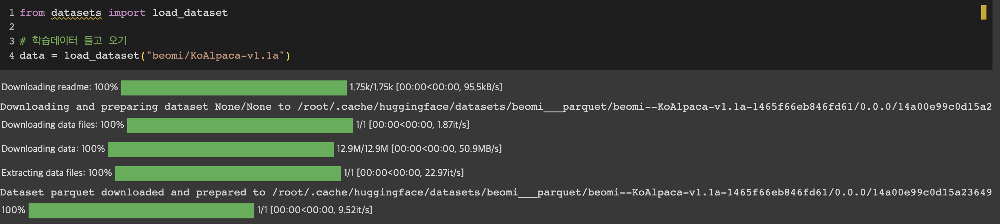 1 from datasets import load_dataset
2
3 # 학습데이터 들고 오기
4 data = load_dataset("beomi/KoAlpaca-v1.1a")
Downloading readme: 100% 1.75k/1.75k [00:00<00:00, 95.5kB/s]
Downloading and preparing dataset None/None to /root/.cache/huggingface/datasets/beomi___parquet/beomi--KoAlpaca-v1.1a-1465f66eb846fd61/0.0.0/14a00e99c0d15a2
Downloading data files: 100% 1/1 [00:00<00:00, 1.87it/s]
Downloading data: 100% 12.9M/12.9M [00:00<00:00, 50.9MB/s]
Extracting data files: 100% 1/1 [00:00<00:00, 22.97it/s]
Dataset parquet downloaded and prepared to /root/.cache/huggingface/datasets/beomi___parquet/beomi--KoAlpaca-v1.1a-1465f66eb846fd61/0.0.0/14a00e99c0d15a23649
100% 1/1 [00:00<00:00, 9.52it/s]